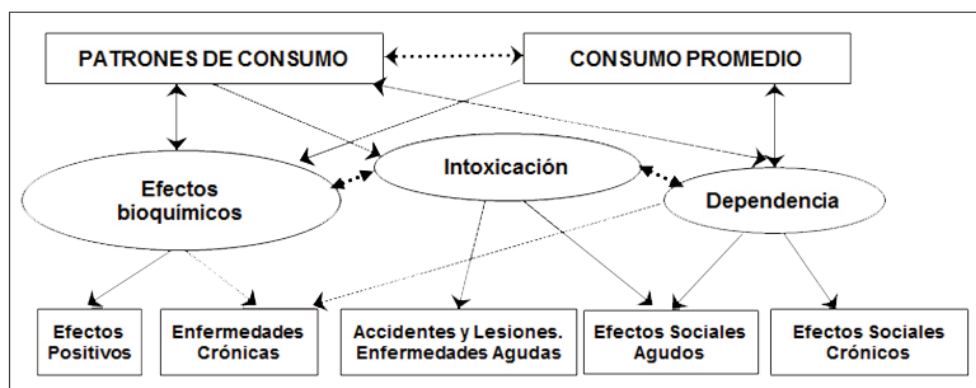 PATRONES DE CONSUMO
CONSUMO PROMEDIO
Efectos
bioquímicos
Intoxicación
Dependencia
Efectos
Positivos
Enfermedades
Crónicas
Accidentes y Lesiones.
Enfermedades Agudas
Efectos Sociales
Agudos
Efectos Sociales
Crónicos